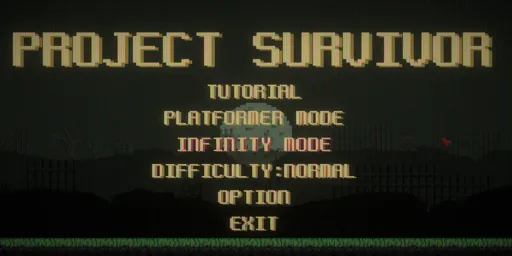 PROJECT SURVIVOR
TUTORIAL
PLATFORMER MODE
INFINITY MODE
DIFFICULTY:NORMAL
OPTION
EXIT